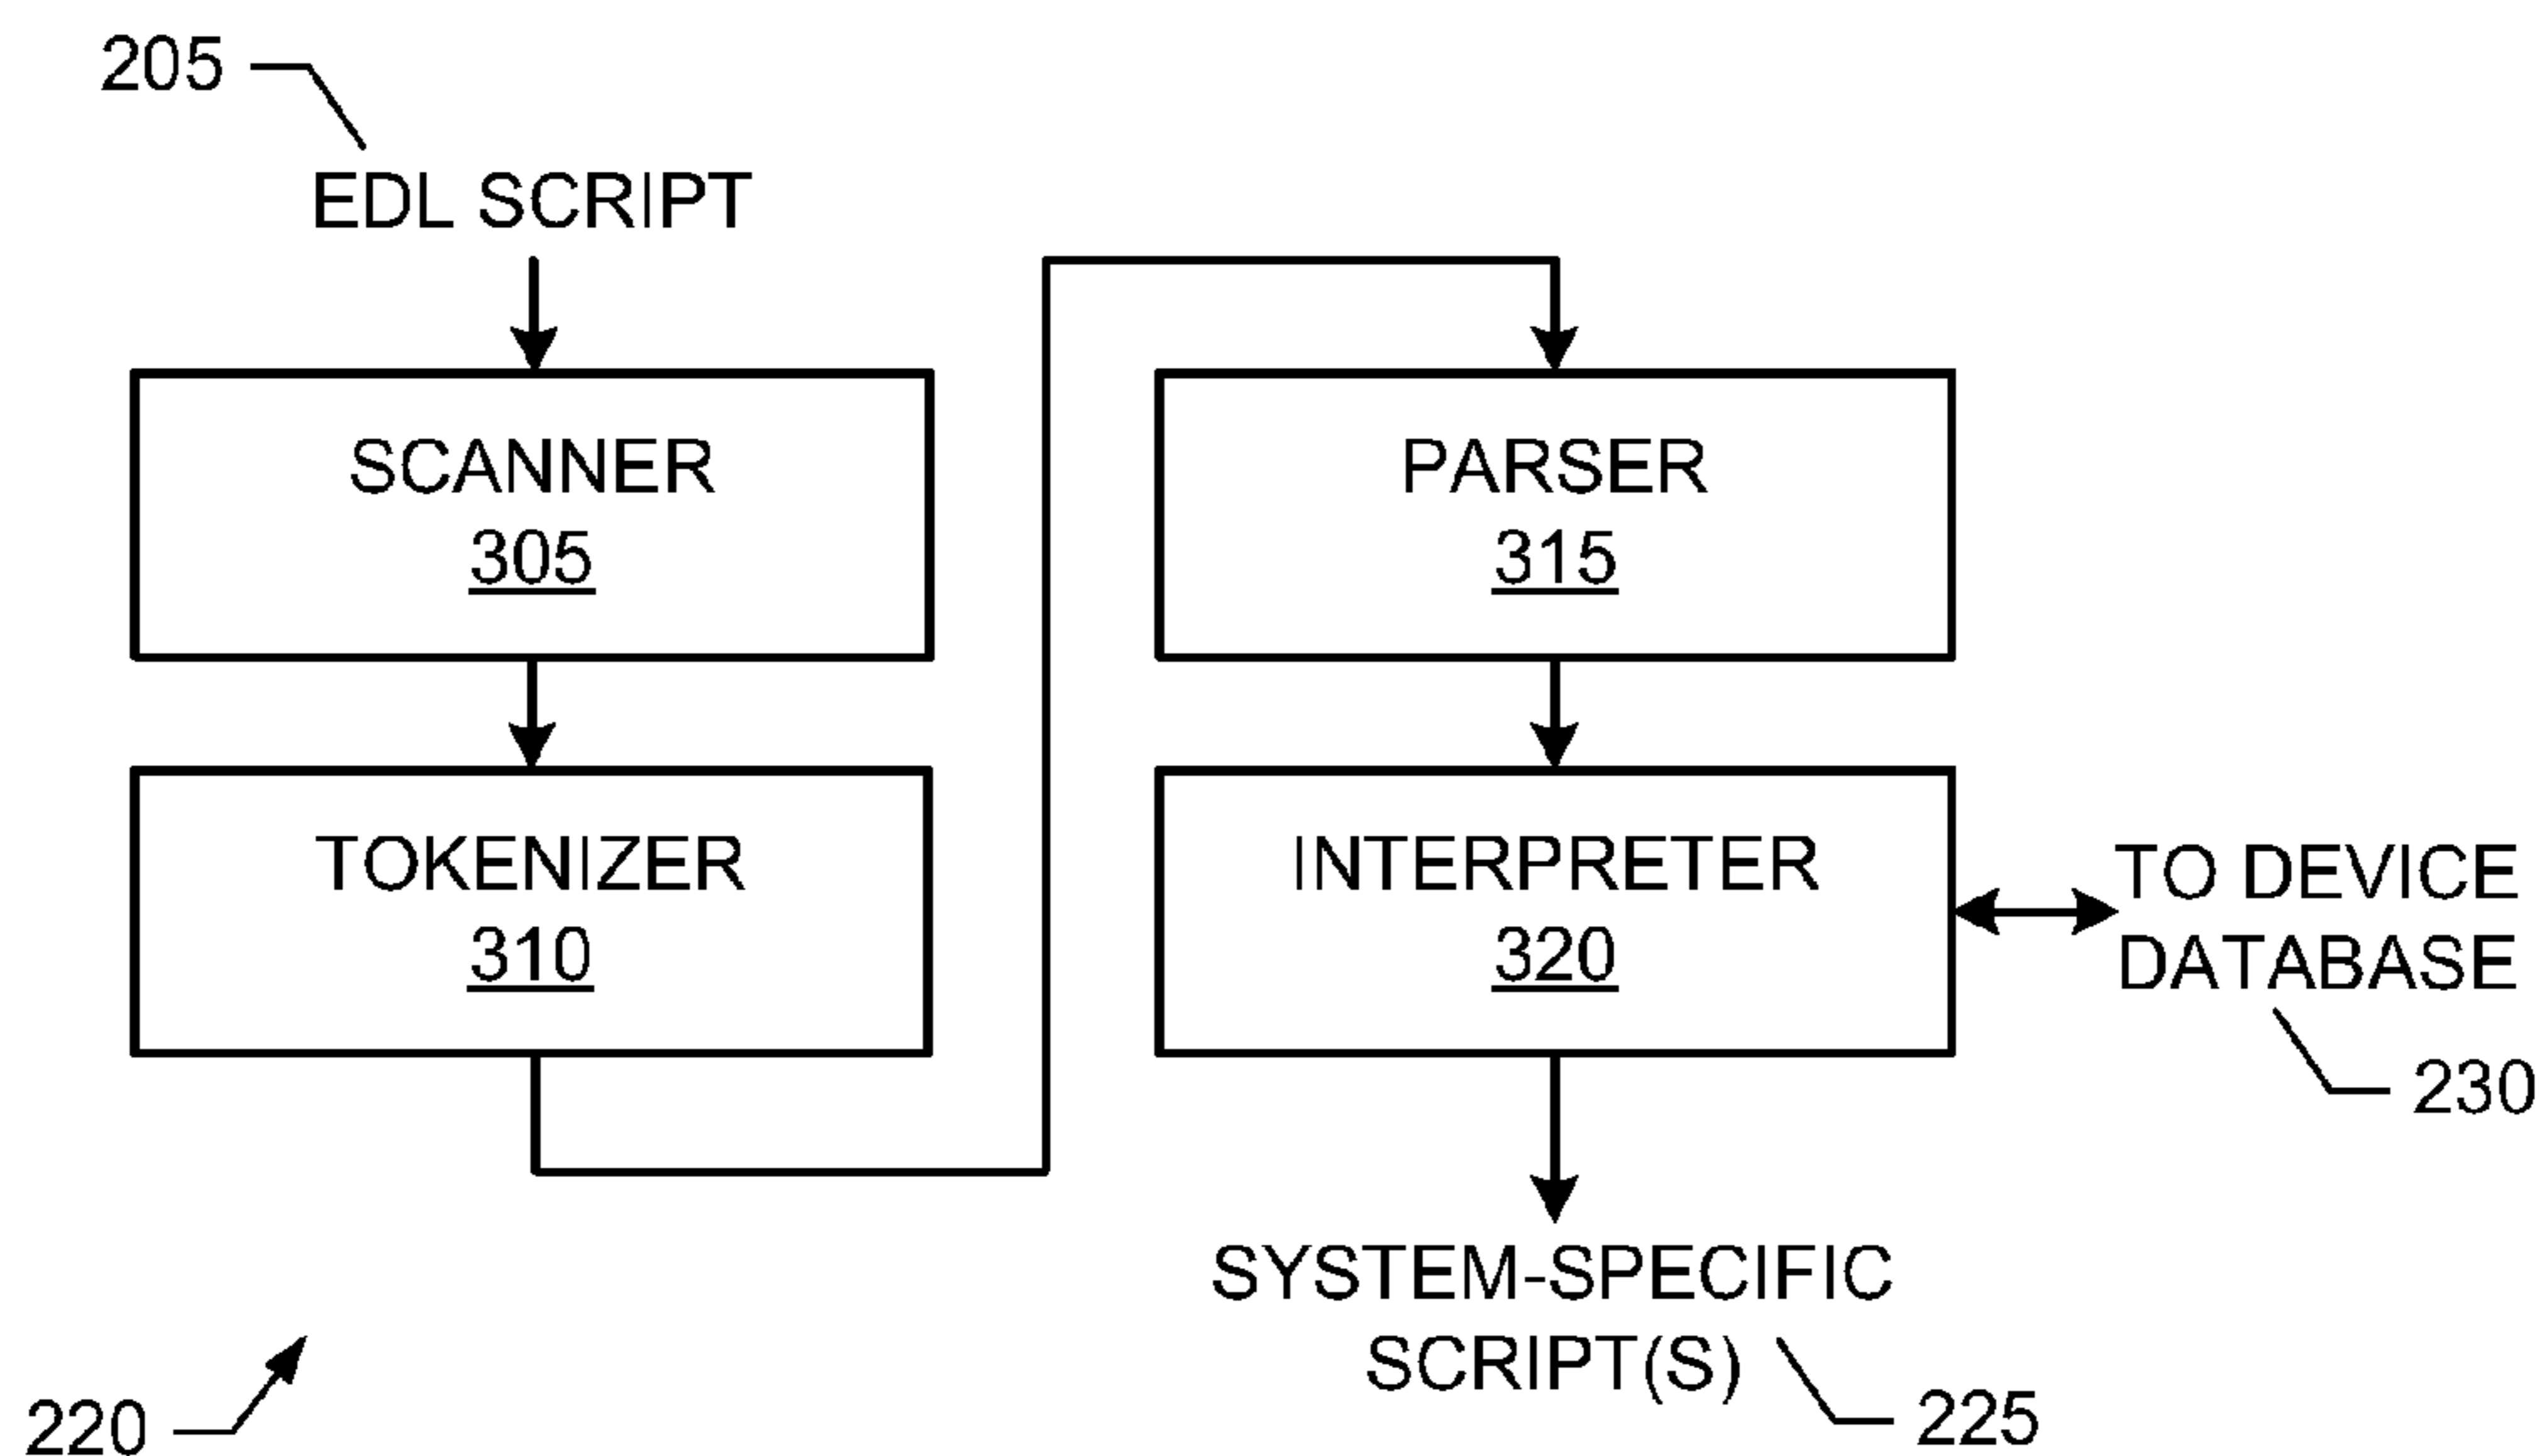 205
EDL SCRIPT
SCANNER
305
TOKENIZER
310
PARSER
315
INTERPRETER
320
TO DEVICE
DATABASE
230
SYSTEM-SPECIFIC
SCRIPT(S)
225
220